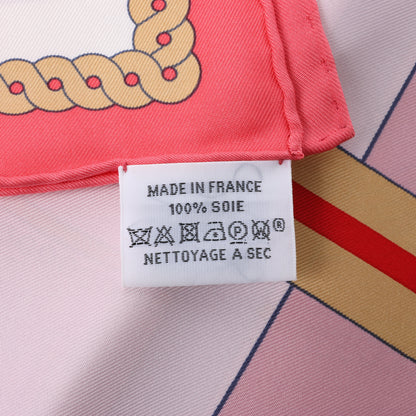 MADE IN FRANCE
100% SOIE
P W ®
NETTOYAGE A SEC